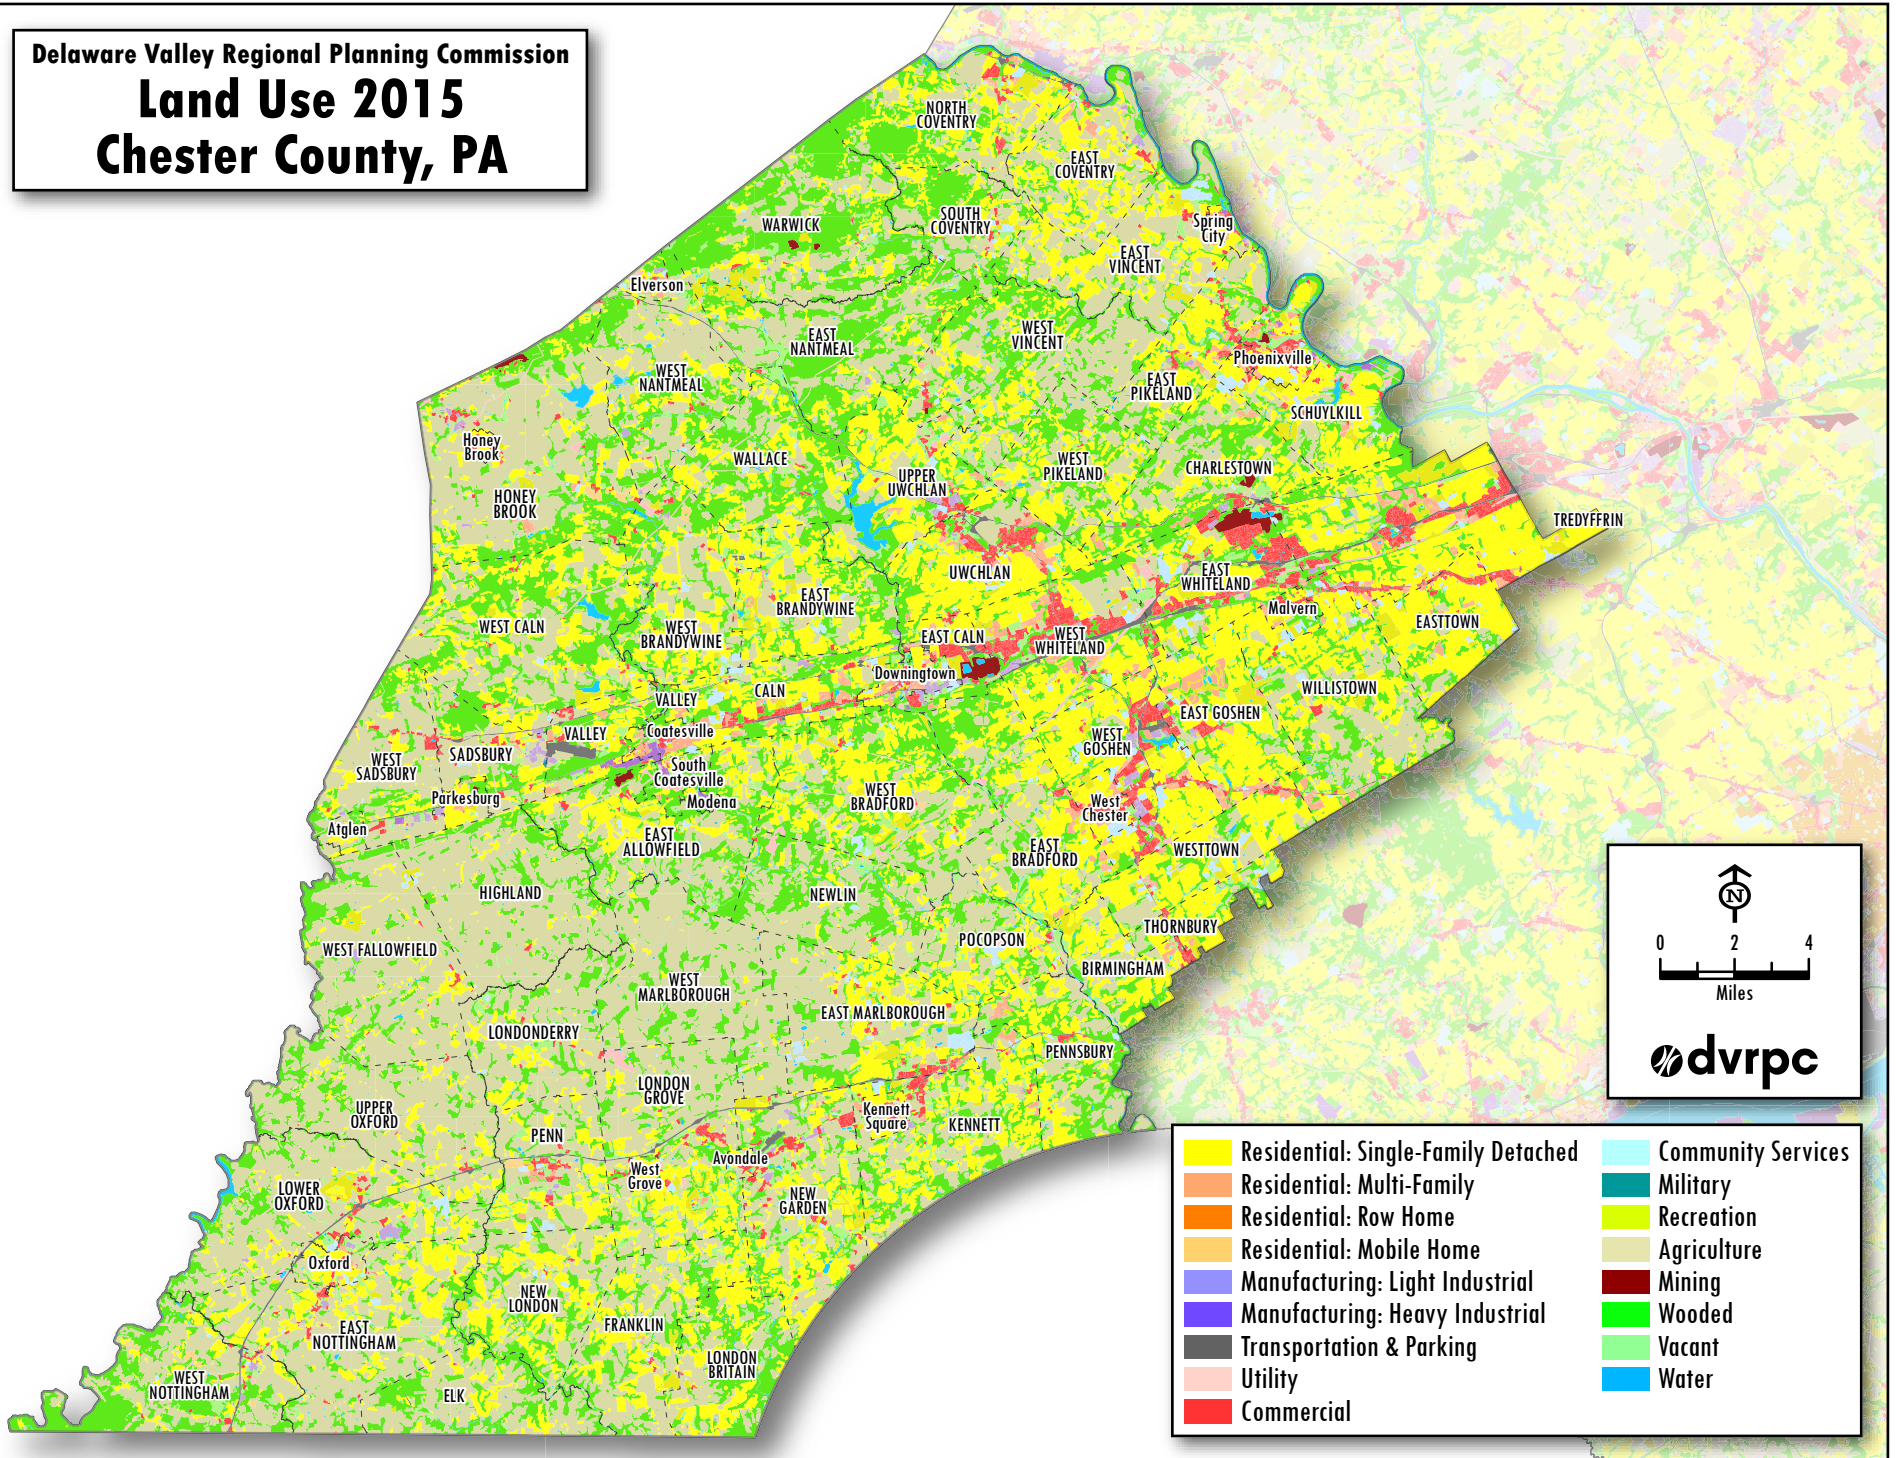 Delaware Valley Regional Planning Commission
Land Use 2015
Chester County, PA
NORTH
COVENTRY
EAST
COVENTRY
WARWICK
SOUTH
COVENTRY
Spring
City
EAST
VINCENT
Elverson
EAST
NANTMEAL
WEST
VINCENT
Phoenixville
WEST
NANTMEAL
EAST
PIKELAND
SCHUYLKILL
Honey
Brook
WALLACE
UPPER
UWCHLAN
WEST
PIKELAND
CHARLESTOWN
HONEY
BROOK
TREDYFFRIN
UWCHLAN
EAST
WHITELAND
EAST
BRANDYWINE
Malvern
WEST CALN
WEST
BRANDYWINE
EAST CALN
WEST
WHITELAND
EASTTOWN
Downingtown
VALLEY
CALN
WILLISTOWN
EAST GOSHEN
VALLEY
Coatesville
WEST
GOSHEN
SADSBURY
WEST
SADSBURY
South
Coatesville
Parkesburg
Modena
WEST
BRADFORD
West
Chester
Atglen
EAST
ALLOWFIELD
EAST
BRADFORD
WESTTOWN
HIGHLAND
NEWLIN
THORNBURY
WEST FALLOWFIELD
POCOPSON
BIRMINGHAM
WEST
MARLBOROUGH
EAST MARLBOROUGH
LONDONDERRY
PENNSBURY
LONDON
GROVE
UPPER
OXFORD
Kennett
Square
KENNETT
PENN
Avondale
West
Grove
LOWER
OXFORD
NEW
GARDEN
Oxford
NEW
LONDON
FRANKLIN
EAST
NOTTINGHAM
LONDON
BRITAIN
WEST
NOTTINGHAM
ELK
N
0 2 4
Miles
dvrpc
Residential: Single-Family Detached
Residential: Multi-Family
Residential: Row Home
Residential: Mobile Home
Manufacturing: Light Industrial
Manufacturing: Heavy Industrial
Transportation & Parking
Utility
Commercial
Community Services
Military
Recreation
Agriculture
Mining
Wooded
Vacant
Water